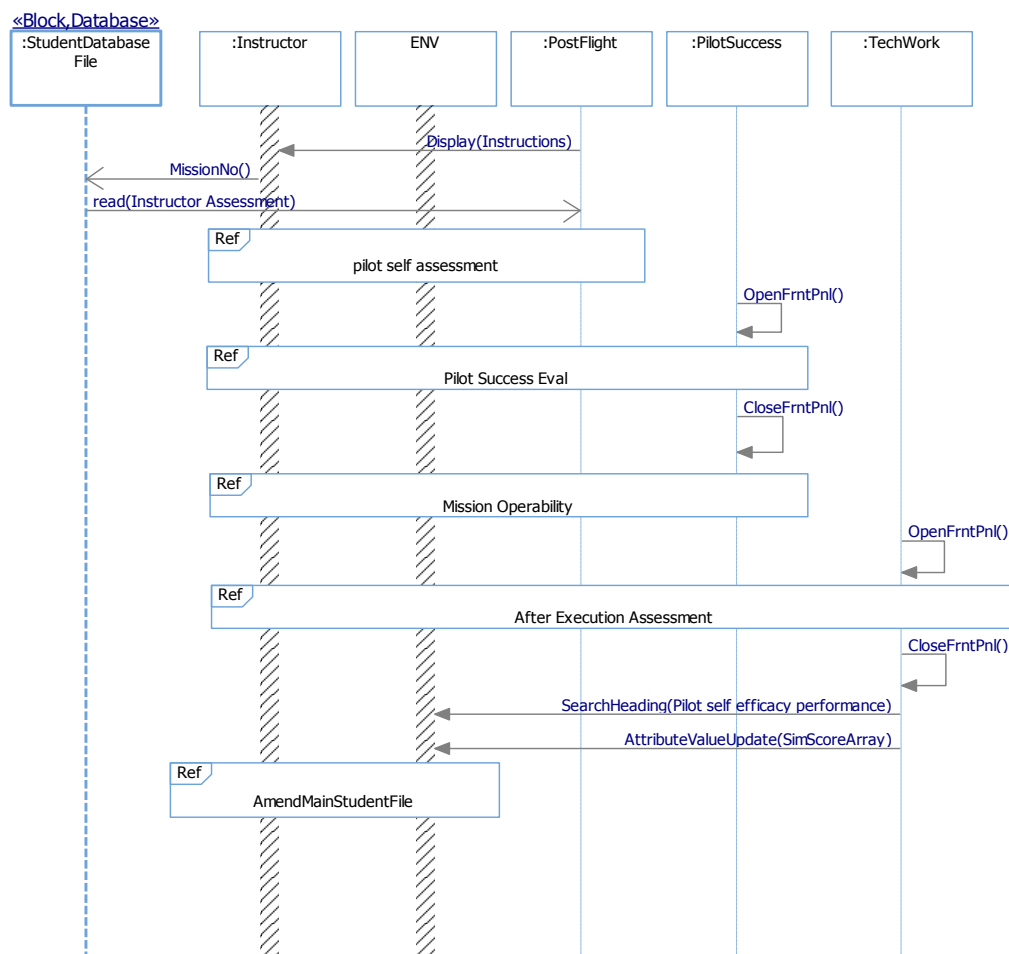 «Block,Database»
:StudentDatabase
File
:Instructor
ENV
:PostFlight
:PilotSuccess
:TechWork
Display(Instructions)
MissionNo()
read(Instructor Assessment)
Ref
pilot self assessment
OpenFrntPnl()
Ref
Pilot Success Eval
CloseFrntPnl()
Ref
Mission Operability
OpenFrntPnl()
Ref
After Execution Assessment
CloseFrntPnl()
SearchHeading(Pilot self efficacy performance)
AttributeValueUpdate(SimScoreArray)
Ref
AmendMainStudentFile